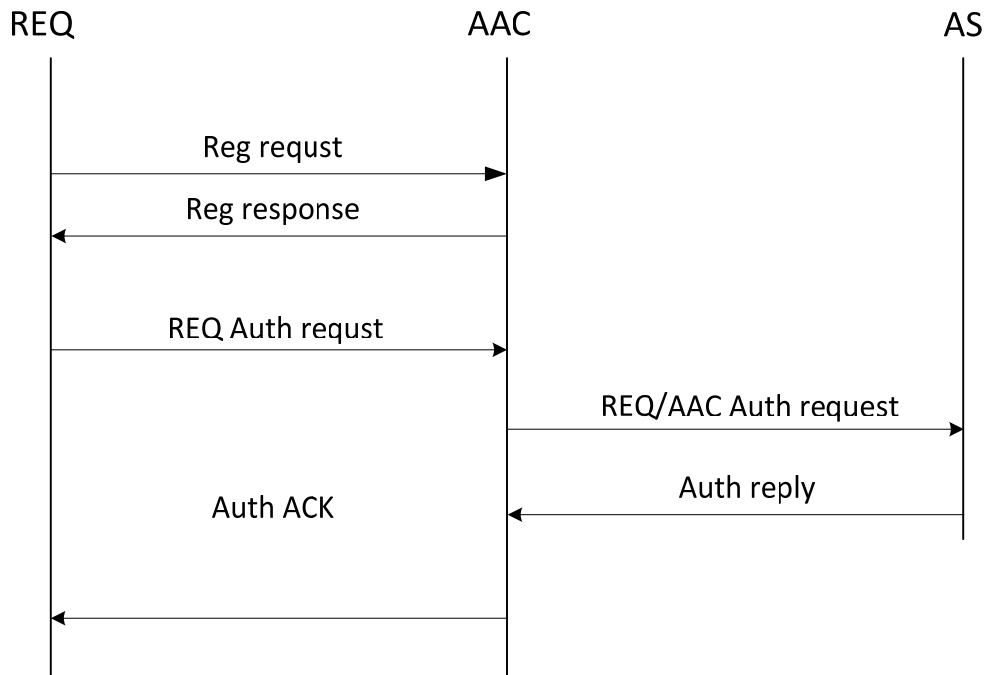 REQ
AAC
AS
Reg requst
Reg response
REQ Auth requst
REQ/AAC Auth request
Auth reply
Auth ACK